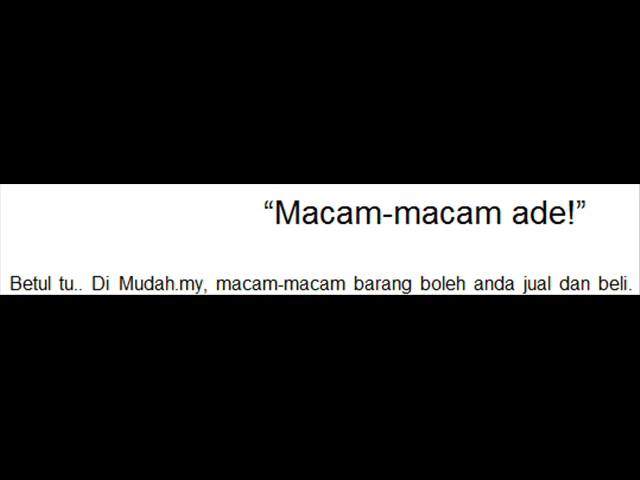 “Macam-macam ade!”
Betul tu.. Di Mudah.my, macam-macam barang boleh anda jual dan beli.